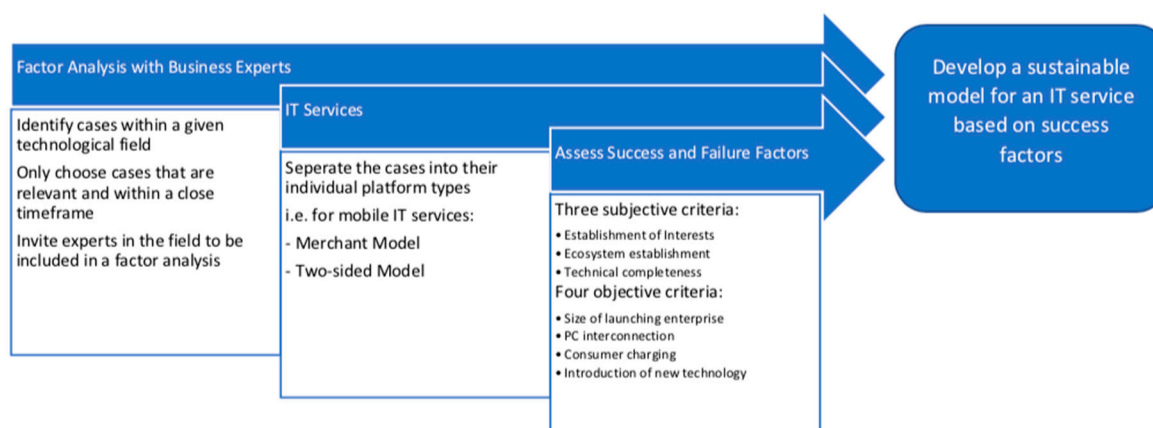 Factor Analysis with Business Experts
Identify cases within a given
technological field
Only choose cases that are
relevant and within a close
timeframe
Invite experts in the field to be
included in a factor analysis
IT Services
Seperate the cases into their
individual platform types
i.e. for mobile IT services:
- Merchant Model
- Two-sided Model
Assess Success and Failure Factors
Three subjective criteria:
• Establishment of Interests
• Ecosystem establishment
• Technical completeness
Four objective criteria:
• Size of launching enterprise
• PC interconnection
• Consumer charging
• Introduction of new technology
Develop a sustainable
model for an IT service
based on success
factors